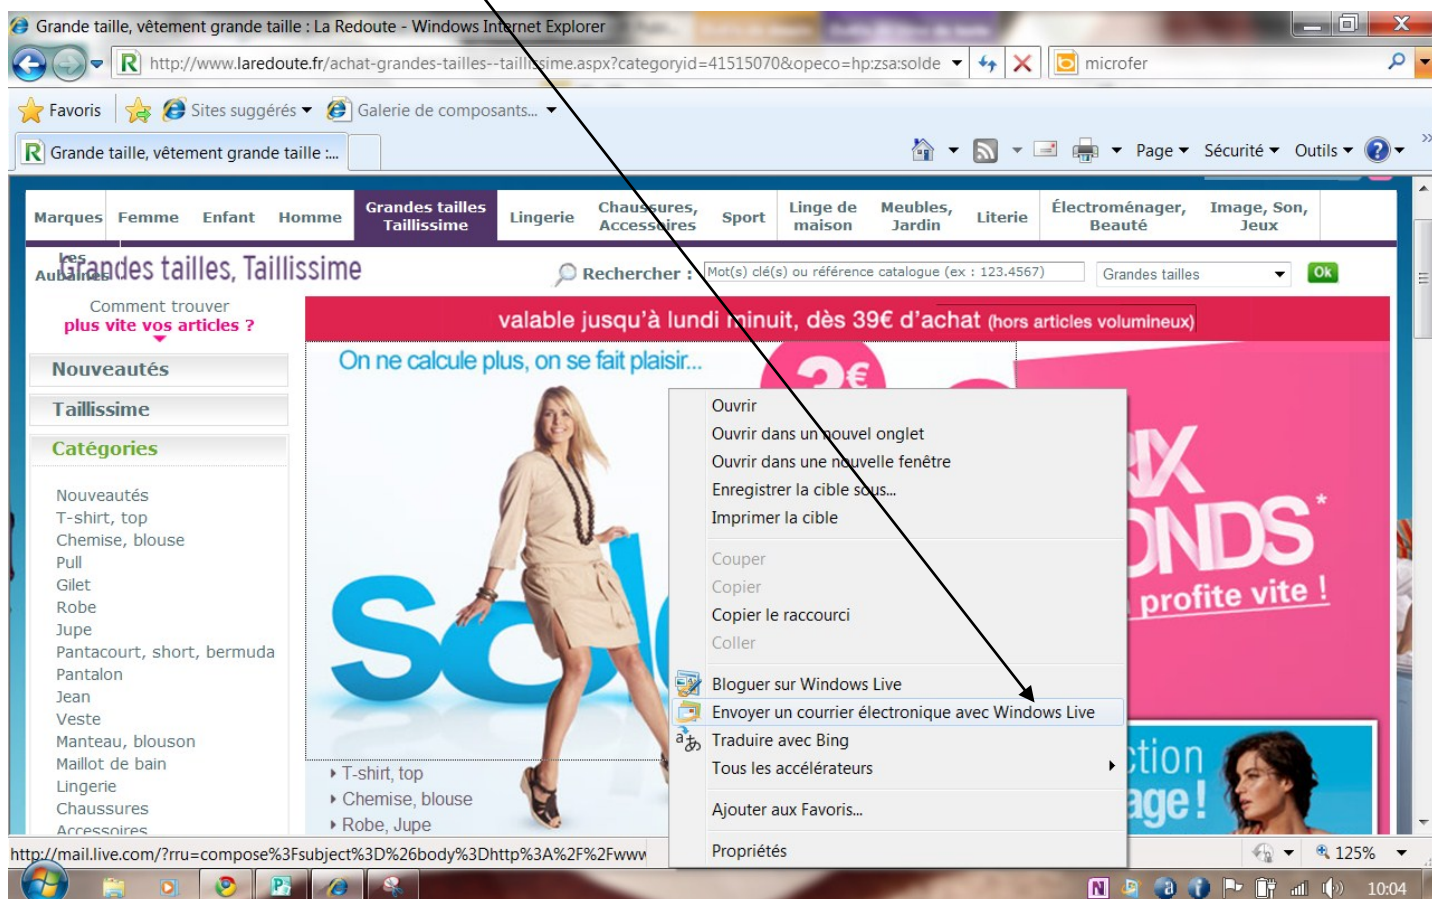 Grande taille, vêtement grande taille : La Redoute - Windows Internet Explorer
http://www.laredoute.fr/achat-grandes-tailles--taillissime.aspx?categoryid=41515070&opeco=hp:zsa:solde
microfer
Favoris
Sites suggérés
Galerie de composants...
Grande taille, vêtement grande taille :...
Page
Sécurité
Outils
Marques
Femme
Enfant
Homme
Grandes tailles
Taillissime
Lingerie
Chaussures,
Accessoires
Sport
Linge de
maison
Meubles,
Jardin
Literie
Électroménager,
Beauté
Image, Son,
Jeux
Les
Aubaines
Grandes tailles, Taillissime
Rechercher :
Mot(s) clé(s) ou référence catalogue (ex : 123.4567)
Grandes tailles
Ok
Comment trouver
plus vite vos articles ?
valable jusqu'à lundi minuit, dès 39€ d'achat (hors articles volumineux)
Nouveautés
Taillissime
Catégories
Nouveautés
T-shirt, top
Chemise, blouse
Pull
Gilet
Robe
Jupe
Pantacourt, short, bermuda
Pantalon
Jean
Veste
Manteau, blouson
Maillot de bain
Lingerie
Chaussures
Accessoires
On ne calcule plus, on se fait plaisir...
3€
T-shirt, top
Chemise, blouse
Robe, Jupe
Ouvrir
Ouvrir dans un nouvel onglet
Ouvrir dans une nouvelle fenêtre
Enregistrer la cible sous...
Imprimer la cible
Couper
Copier
Copier le raccourci
Coller
Bloguer sur Windows Live
Envoyer un courrier électronique avec Windows Live
Traduire avec Bing
Tous les accélérateurs
Ajouter aux Favoris...
Propriétés
IX
ONDS*
profite vite !
ction
age!
http://mail.live.com/?rru=compose%3Fsubject%3D%26body%3Dhttp%3A%2F%2Fwww
125%
10:04